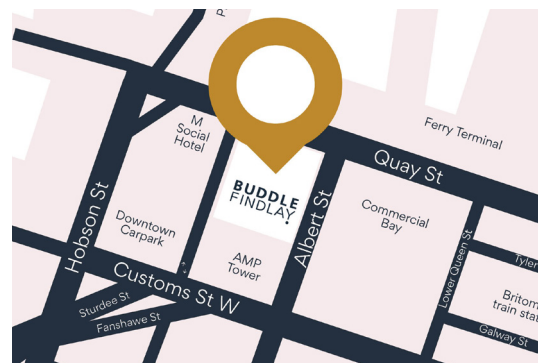 P
Ferry Terminal
M
Social
Hotel
Quay St
BUDDLE
FINDLAY.
Albert St
Commercial
Bay
Hobson St
Downtown
Carpark
AMP
Tower
Lower Queen St
Tyler
Customs St W
Britom
train stat
Sturdee St
Fanshawe St
Galway St